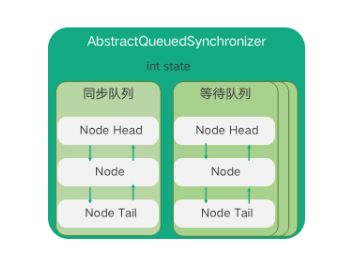 AbstractQueuedSynchronizer
int state
同步队列
Node Head
Node
Node Tail
等待队列
Node Head
Node
Node Tail